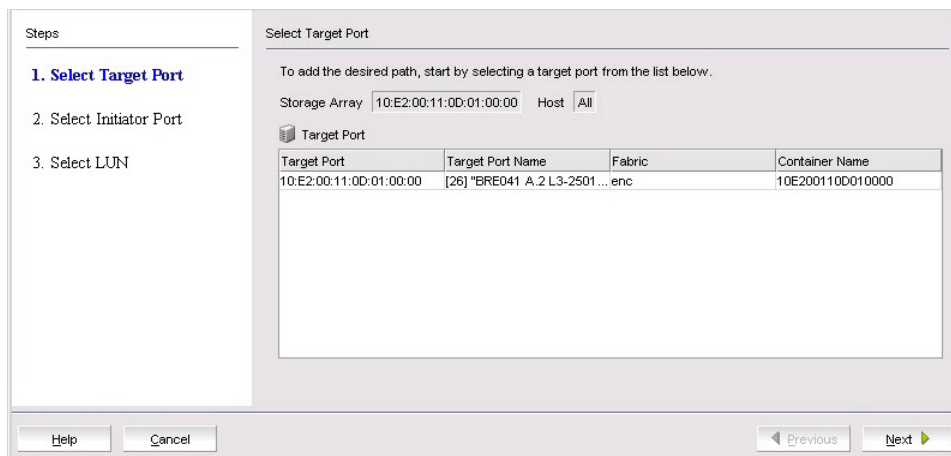 Steps
1. Select Target Port
2. Select Initiator Port
3. Select LUN
Select Target Port
To add the desired path, start by selecting a target port from the list below.
Storage Array 10:E2:00:11:0D:01:00:00 Host All
Target Port
Target Port Target Port Name Fabric Container Name
10:E2:00:11:0D:01:00:00 [26] "BRE041 A.2 L3-2501... enc 10E200110D010000
Help Cancel Previous Next